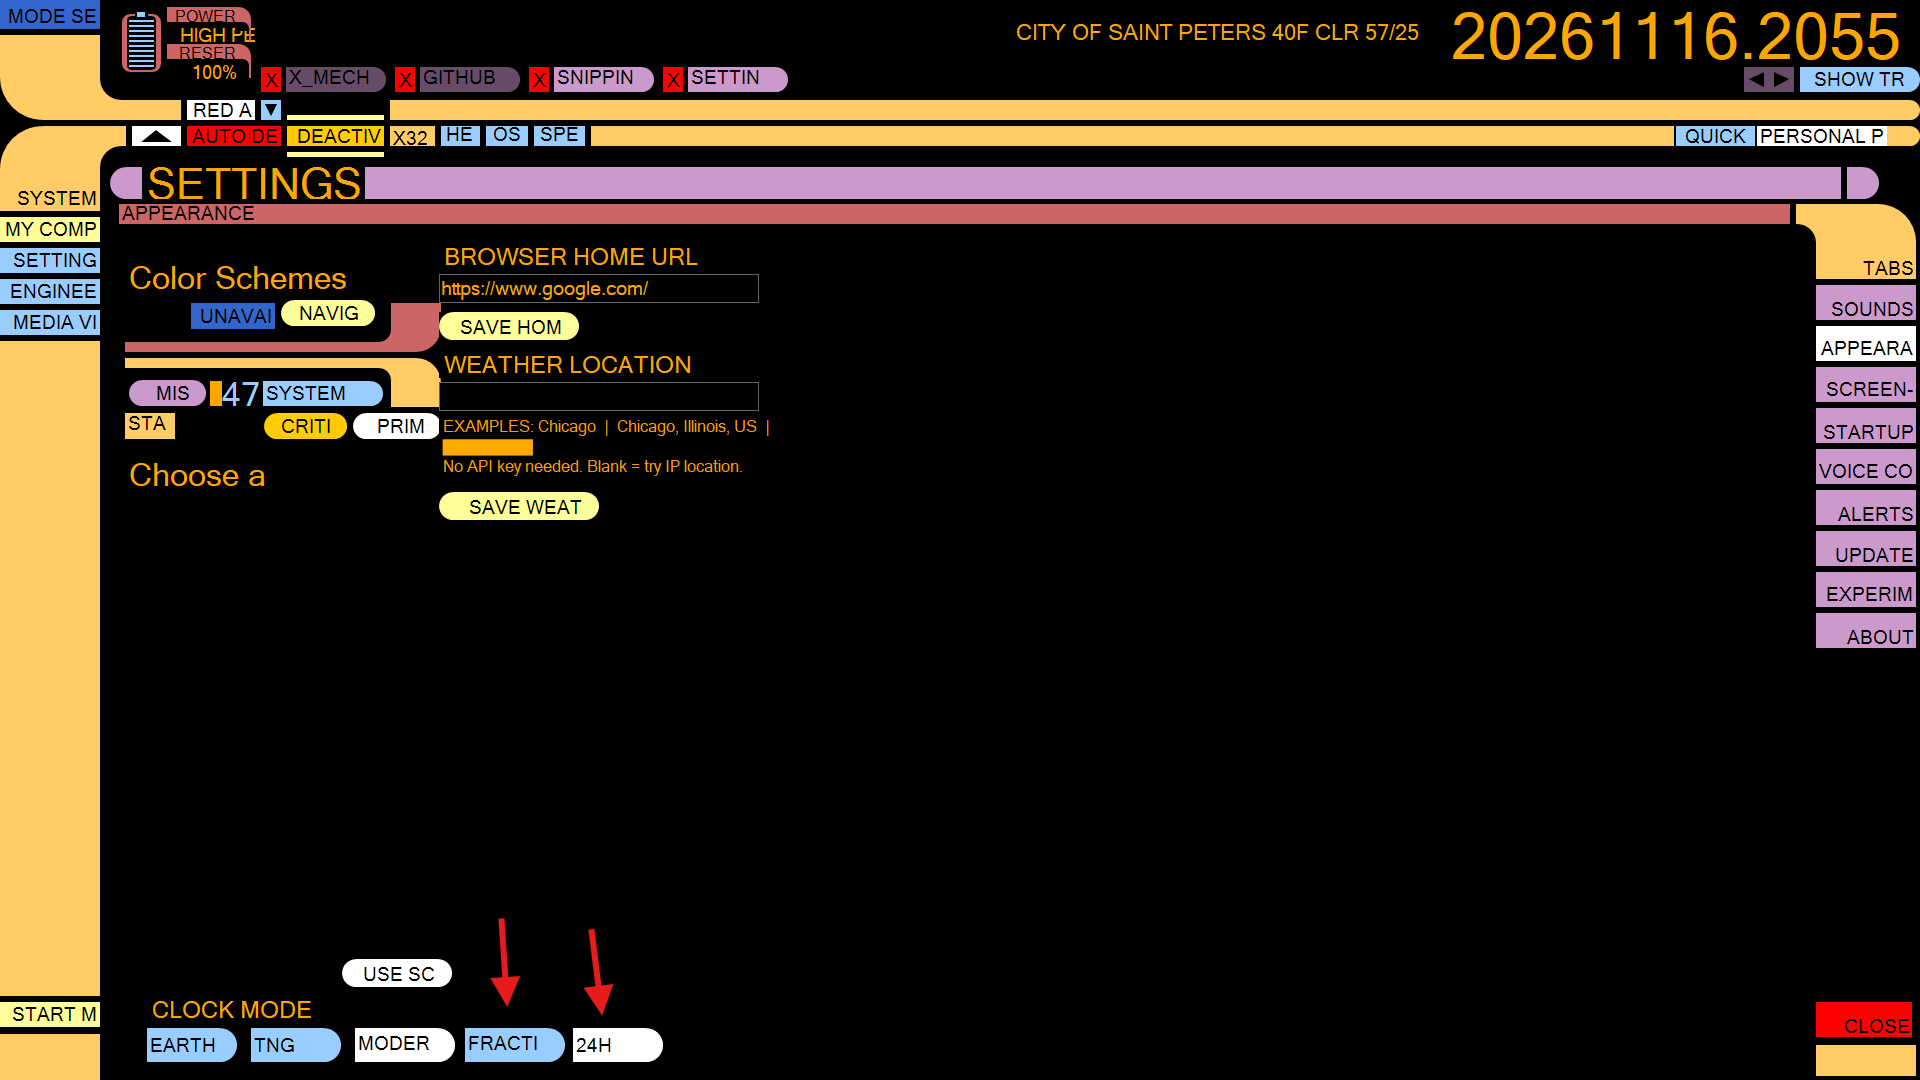 MODE SE
POWER
HIGH PE
RESER
100%
CITY OF SAINT PETERS 40F CLR 57/25
20261116.2055
X X_MECH
X GITHUB
X SNIPPIN
X SETTIN
SHOW TR
RED A
AUTO DE
DEACTIV
X32
HE
OS
SPE
QUICK
PERSONAL P
SETTINGS
APPEARANCE
SYSTEM
MY COMP
SETTING
ENGINEE
MEDIA VI
START M
Color Schemes
UNAVAI
NAVIG
MIS
47
SYSTEM
STA
CRITI
PRIM
Choose a
BROWSER HOME URL
https://www.google.com/
SAVE HOM
WEATHER LOCATION
EXAMPLES: Chicago | Chicago, Illinois, US |
No API key needed. Blank = try IP location.
SAVE WEAT
USE SC
CLOCK MODE
EARTH
TNG
MODER
FRACTI
24H
TABS
SOUNDS
APPEARA
SCREEN-
STARTUP
VOICE CO
ALERTS
UPDATE
EXPERIM
ABOUT
CLOSE